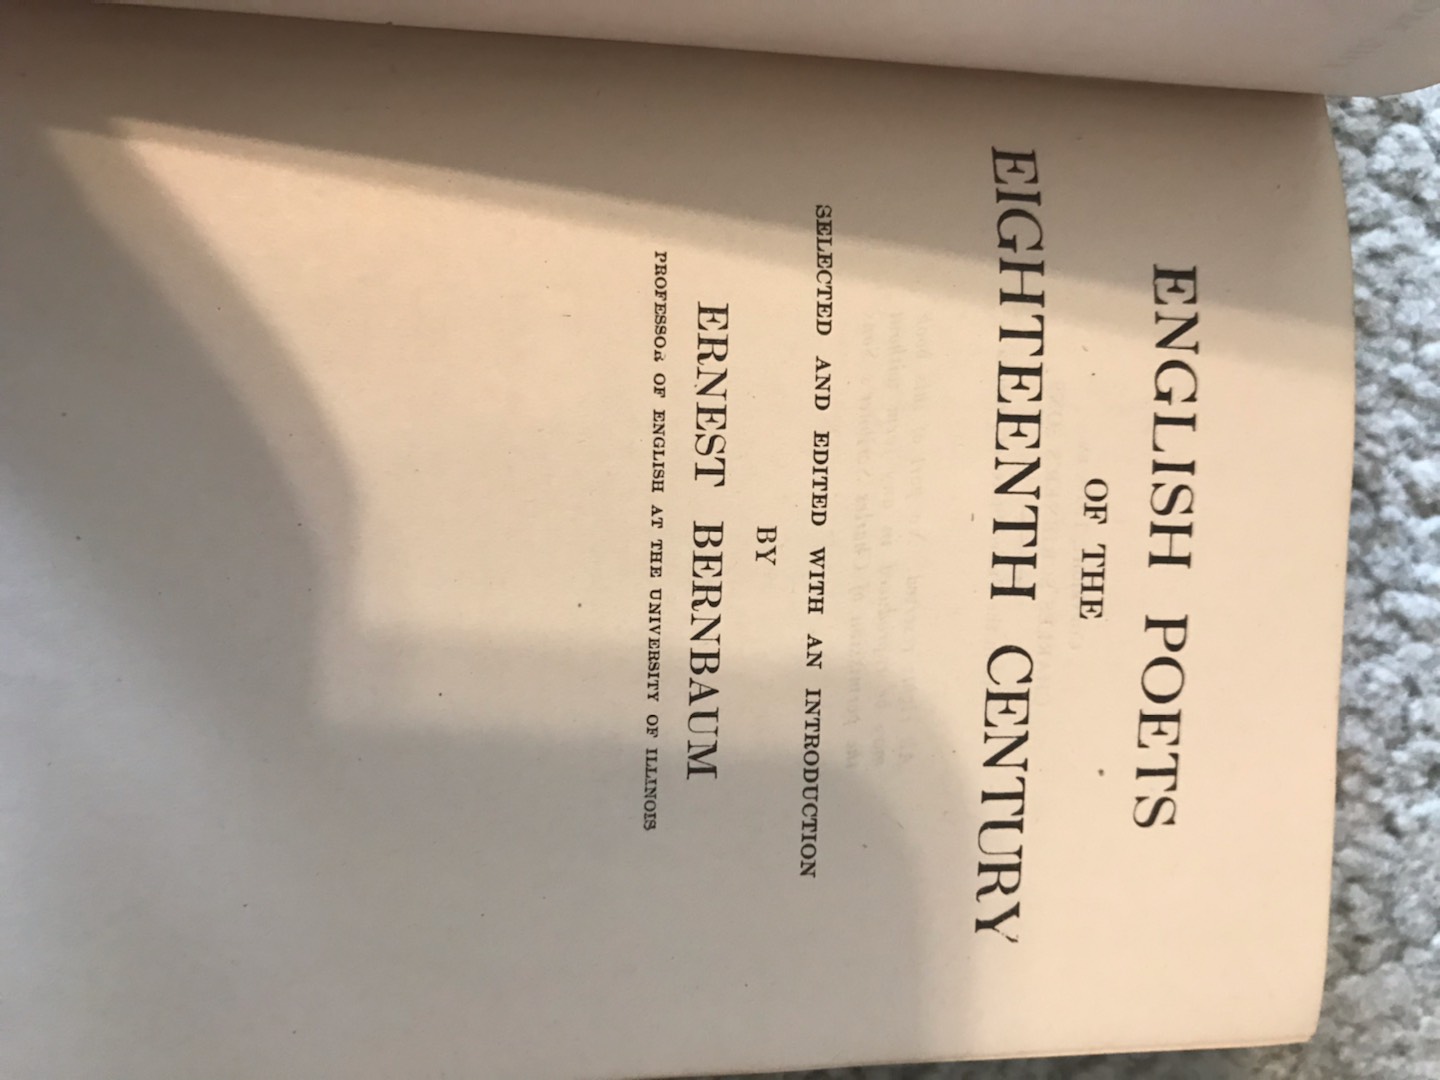 ENGLISH POETS
OF THE
EIGHTEENTH CENTURY
SELECTED AND EDITED WITH AN INTRODUCTION
BY
ERNEST BERNBAUM
PROFESSOR OF ENGLISH AT THE UNIVERSITY OF ILLINOIS